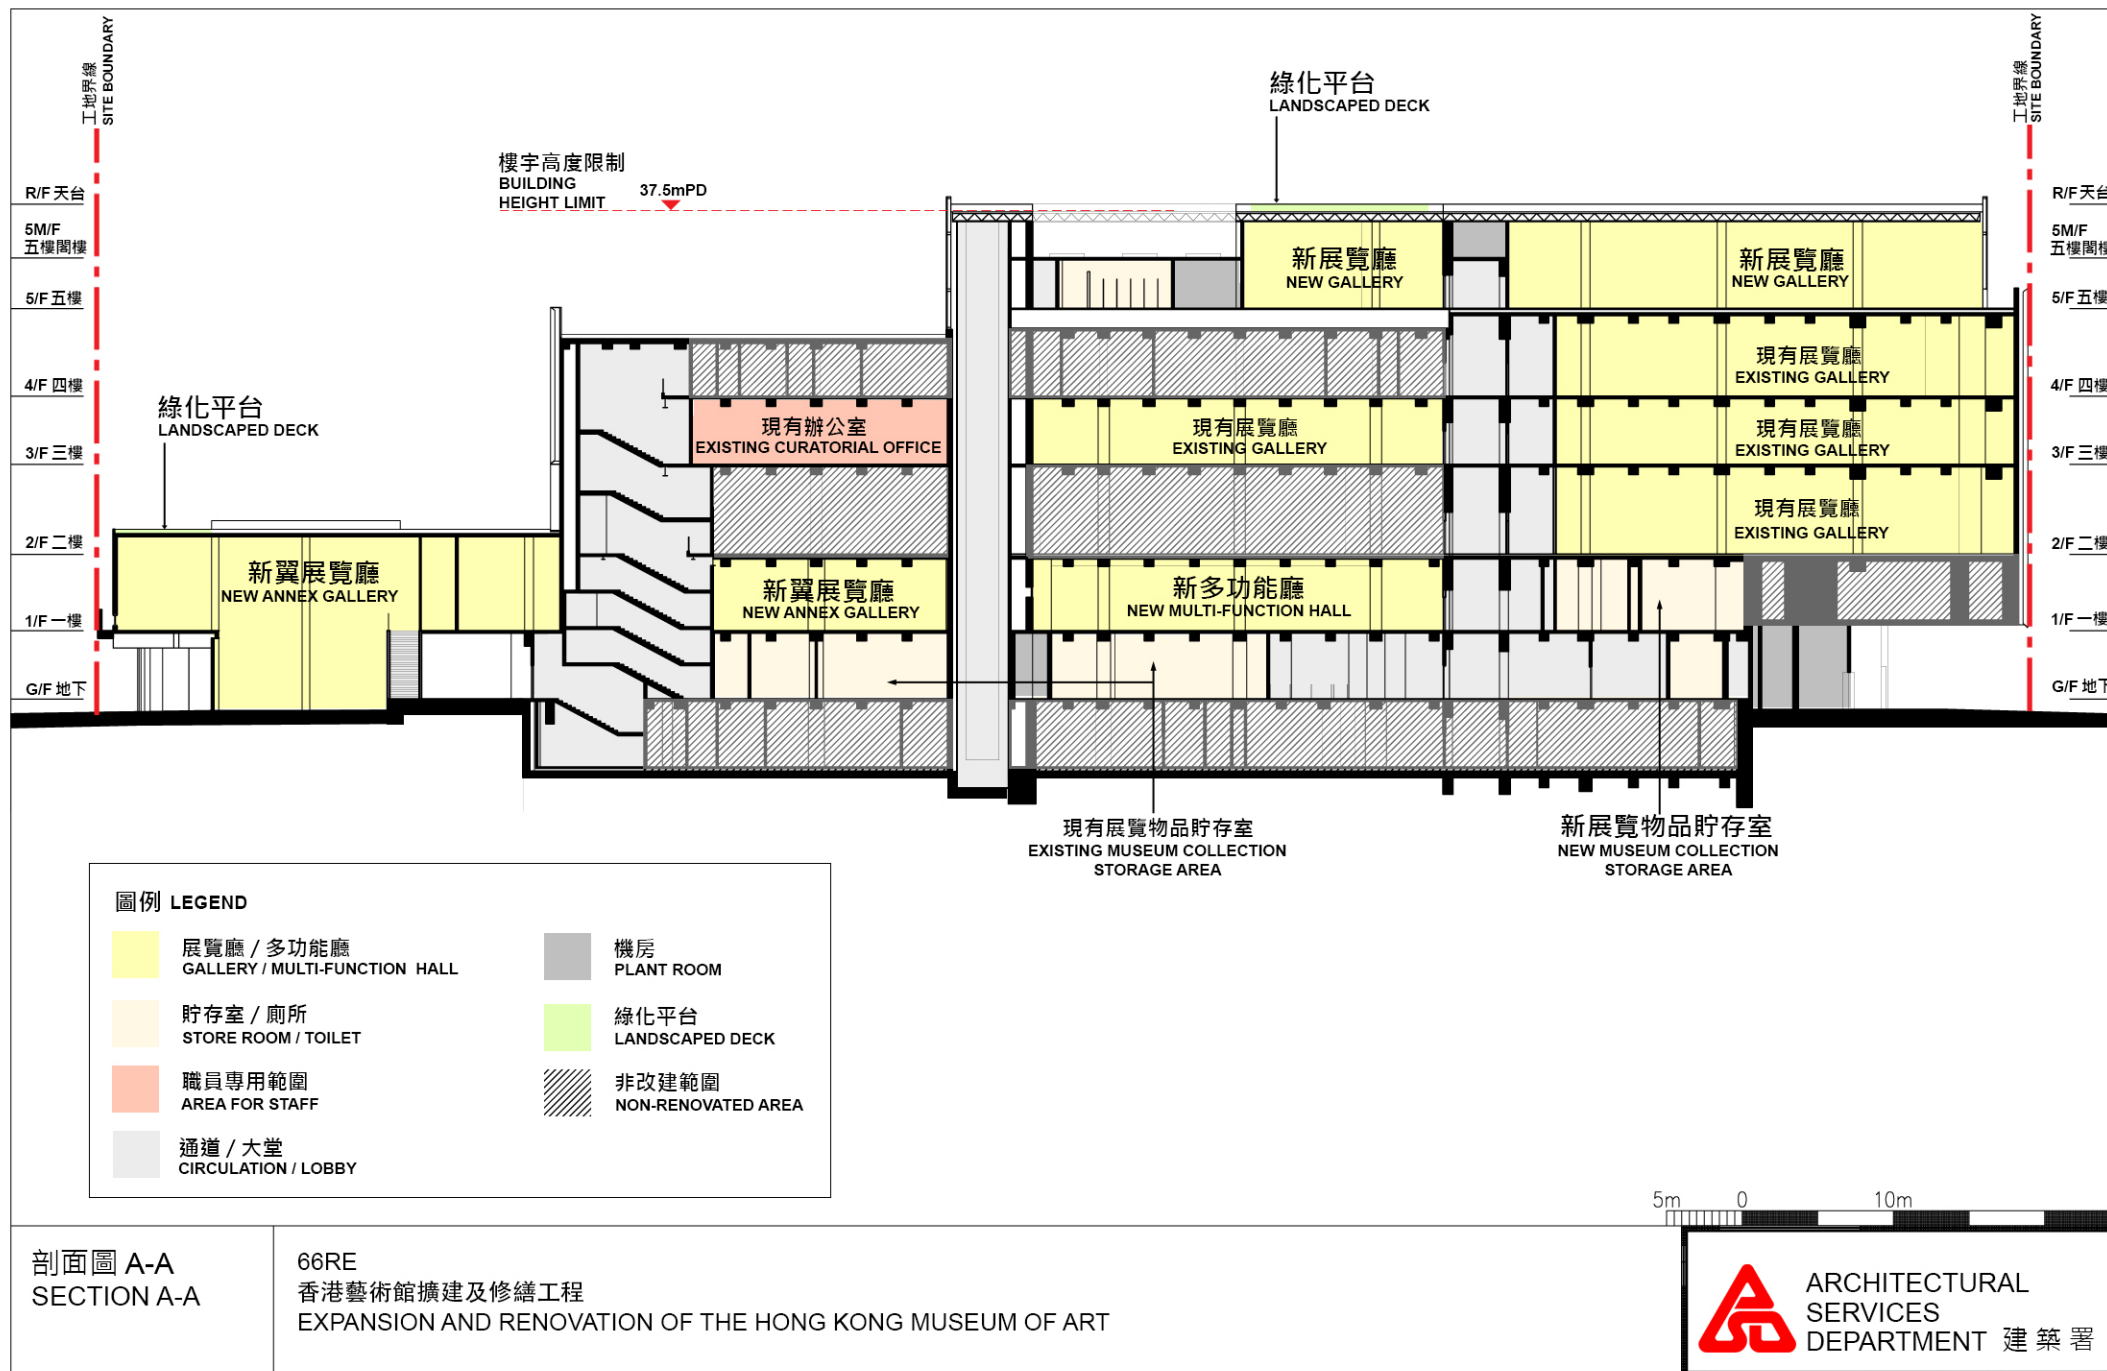 工地界線
SITE BOUNDARY
工地界線
SITE BOUNDARY
綠化平台
LANDSCAPED DECK
樓宇高度限制
BUILDING
HEIGHT LIMIT
37.5mPD
R/F 天台
5M/F
五樓閣樓
5/F 五樓
4/F 四樓
3/F 三樓
2/F 二樓
1/F 一樓
G/F 地下
R/F 天台
5M/F
五樓閣樓
5/F 五樓
4/F 四樓
3/F 三樓
2/F 二樓
1/F 一樓
G/F 地下
新展覽廳
NEW GALLERY
新展覽廳
NEW GALLERY
現有展覽廳
EXISTING GALLERY
綠化平台
LANDSCAPED DECK
現有辦公室
EXISTING CURATORIAL OFFICE
現有展覽廳
EXISTING GALLERY
現有展覽廳
EXISTING GALLERY
現有展覽廳
EXISTING GALLERY
新翼展覽廳
NEW ANNEX GALLERY
新翼展覽廳
NEW ANNEX GALLERY
新多功能廳
NEW MULTI-FUNCTION HALL
現有展覽物品貯存室
EXISTING MUSEUM COLLECTION
STORAGE AREA
新展覽物品貯存室
NEW MUSEUM COLLECTION
STORAGE AREA
圖例 LEGEND
展覽廳 / 多功能廳
GALLERY / MULTI-FUNCTION HALL
貯存室 / 廁所
STORE ROOM / TOILET
職員專用範圍
AREA FOR STAFF
通道 / 大堂
CIRCULATION / LOBBY
機房
PLANT ROOM
綠化平台
LANDSCAPED DECK
非改建範圍
NON-RENOVATED AREA
5m 0 10m
剖面圖 A-A
SECTION A-A
66RE
香港藝術館擴建及修繕工程
EXPANSION AND RENOVATION OF THE HONG KONG MUSEUM OF ART
ARCHITECTURAL
SERVICES
DEPARTMENT 建築署